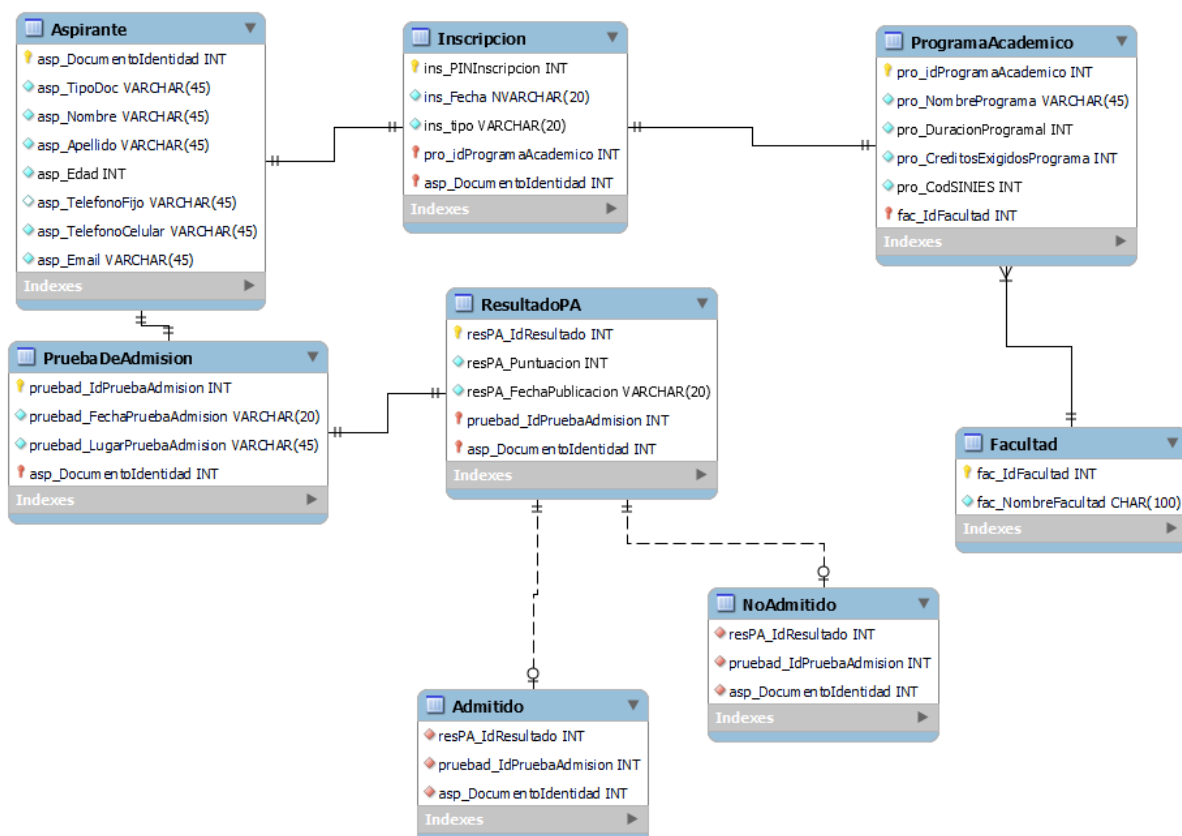 Aspirante
asp_DocumentoIdentidad INT
asp_TipoDoc VARCHAR(45)
asp_Nombre VARCHAR(45)
asp_Apellido VARCHAR(45)
asp_Edad INT
asp_TelefonoFijo VARCHAR(45)
asp_TelefonoCelular VARCHAR(45)
asp_Email VARCHAR(45)
Indexes
Inscripcion
ins_PINInscripcion INT
ins_Fecha NVARCHAR(20)
ins_tipo VARCHAR(20)
pro_idProgramaAcademico INT
asp_DocumentoIdentidad INT
Indexes
ProgramaAcademico
pro_idProgramaAcademico INT
pro_NombrePrograma VARCHAR(45)
pro_DuracionProgramal INT
pro_CreditosExigidosPrograma INT
pro_CodSINIES INT
fac_IdFacultad INT
Indexes
PruebaDeAdmision
pruebad_IdPruebaAdmision INT
pruebad_FechaPruebaAdmision VARCHAR(20)
pruebad_LugarPruebaAdmision VARCHAR(45)
asp_DocumentoIdentidad INT
Indexes
ResultadoPA
resPA_IdResultado INT
resPA_Puntuacion INT
resPA_FechaPublicacion VARCHAR(20)
pruebad_IdPruebaAdmision INT
asp_DocumentoIdentidad INT
Indexes
Facultad
fac_IdFacultad INT
fac_NombreFacultad CHAR(100)
Indexes
NoAdmitido
resPA_IdResultado INT
pruebad_IdPruebaAdmision INT
asp_DocumentoIdentidad INT
Indexes
Admitido
resPA_IdResultado INT
pruebad_IdPruebaAdmision INT
asp_DocumentoIdentidad INT
Indexes